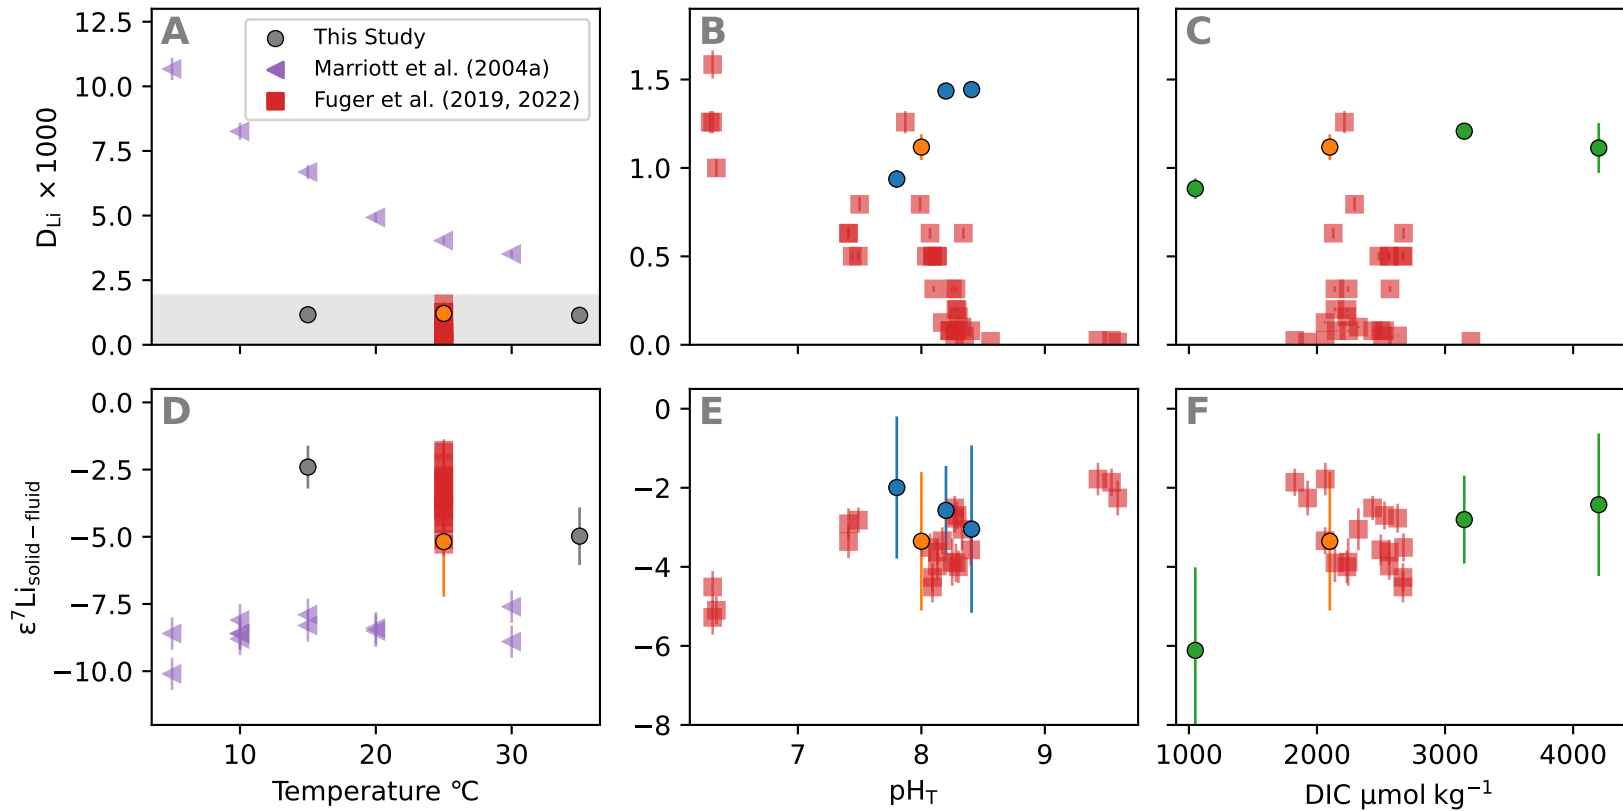 A
B
C
This Study
Marriott et al. (2004a)
Fuger et al. (2019, 2022)
D_Li × 1000
12.5
10.0
7.5
5.0
2.5
0.0
1.5
1.0
0.5
0.0
D
E
F
ε⁷Li_solid−fluid
0.0
−2.5
−5.0
−7.5
−10.0
0
−2
−4
−6
−8
10 20 30
7 8 9
1000 2000 3000 4000
Temperature °C
pH_T
DIC μmol kg⁻¹